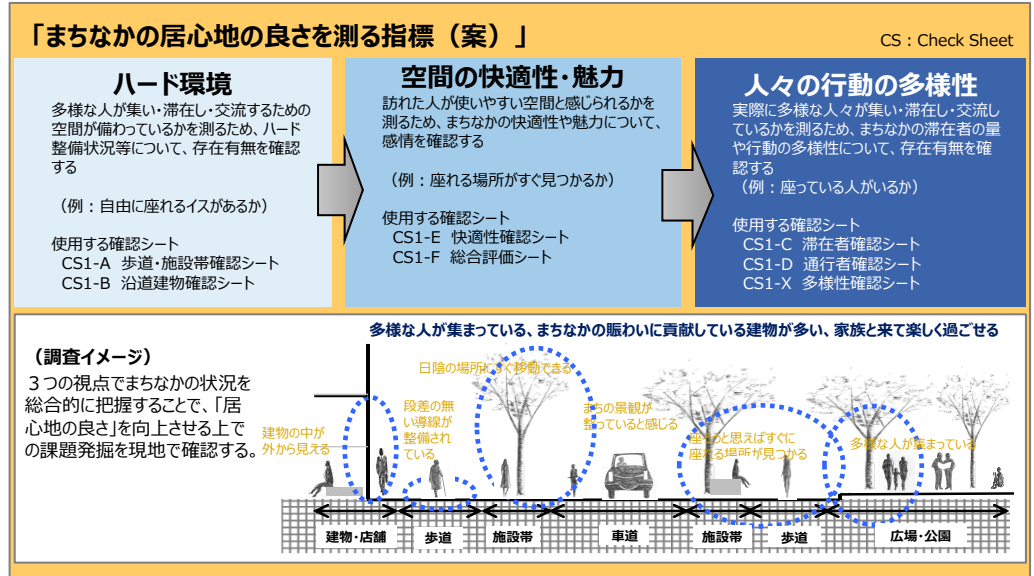 「まちなかの居心地の良さを測る指標（案）」
CS：Check Sheet
ハード環境
多様な人が集い・滞在し・交流するための
空間が備わっているかを測るため、ハード
整備状況等について、存在有無を確認
する
（例：自由に座れるイスがあるか）
使用する確認シート
CS1-A 歩道・施設帯確認シート
CS1-B 沿道建物確認シート
空間の快適性・魅力
訪れた人が使いやすい空間と感じられるかを
測るため、まちなかの快適性や魅力について、
感情を確認する
（例：座れる場所がすぐ見つかるか）
使用する確認シート
CS1-E 快適性確認シート
CS1-F 総合評価シート
人々の行動の多様性
実際に多様な人々が集い・滞在し・交流
しているかを測るため、まちなかの滞在者の量
や行動の多様性について、存在有無を確
認する
（例：座っている人がいるか）
使用する確認シート
CS1-C 滞在者確認シート
CS1-D 通行者確認シート
CS1-X 多様性確認シート
多様な人が集まっている、まちなかの賑わいに貢献している建物が多い、家族と来て楽しく過ごせる
（調査イメージ）
３つの視点でまちなかの状況を
総合的に把握することで、「居
心地の良さ」を向上させる上で
の課題発掘を現地で確認する。
建物の中が
外から見える
段差の無
い導線が
整備され
ている
日陰の場所にすぐ移動できる
まちの景観が
整っていると感じる
座ろうと思えばすぐに
座れる場所が見つかる
多様な人が集まっている
建物・店舗
歩道
施設帯
車道
施設帯
歩道
広場・公園